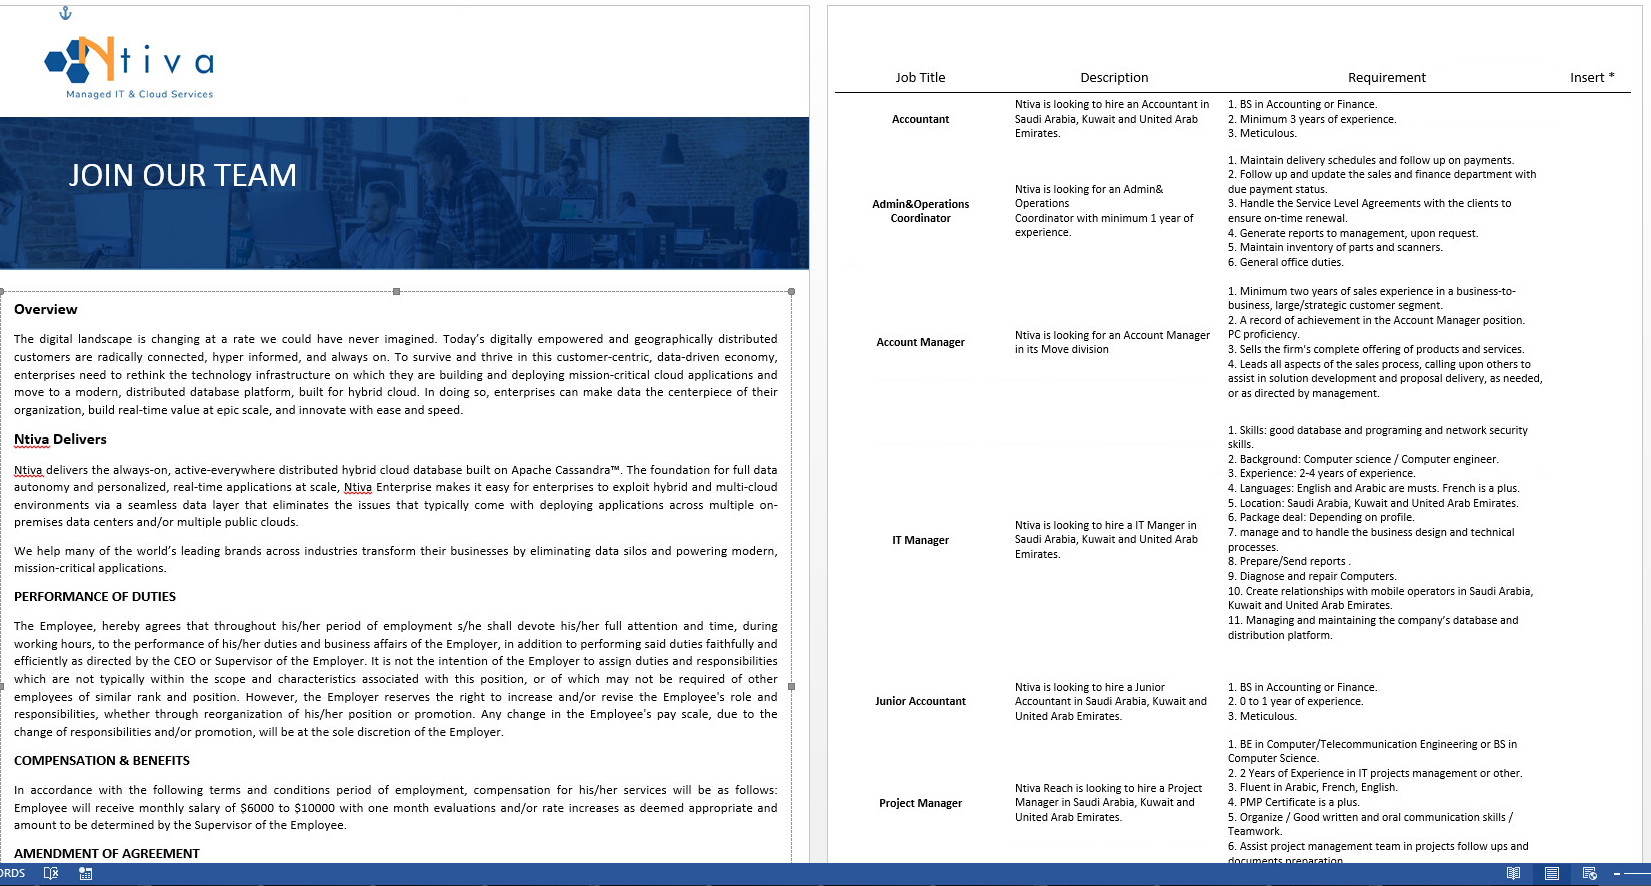 Ntiva
Managed IT & Cloud Services
JOIN OUR TEAM
Overview
The digital landscape is changing at a rate we could have never imagined. Today's digitally empowered and geographically distributed
customers are radically connected, hyper informed, and always on. To survive and thrive in this customer-centric, data-driven economy,
enterprises need to rethink the technology infrastructure on which they are building and deploying mission-critical cloud applications and
move to a modern, distributed database platform, built for hybrid cloud. In doing so, enterprises can make data the centerpiece of their
organization, build real-time value at epic scale, and innovate with ease and speed.
Ntiva Delivers
Ntiva delivers the always-on, active-everywhere distributed hybrid cloud database built on Apache Cassandra™. The foundation for full data
autonomy and personalized, real-time applications at scale, Ntiva Enterprise makes it easy for enterprises to exploit hybrid and multi-cloud
environments via a seamless data layer that eliminates the issues that typically come with deploying applications across multiple on-
premises data centers and/or multiple public clouds.
We help many of the world's leading brands across industries transform their businesses by eliminating data silos and powering modern,
mission-critical applications.
PERFORMANCE OF DUTIES
The Employee, hereby agrees that throughout his/her period of employment s/he shall devote his/her full attention and time, during
working hours, to the performance of his/her duties and business affairs of the Employer, in addition to performing said duties faithfully and
efficiently as directed by the CEO or Supervisor of the Employer. It is not the intention of the Employer to assign duties and responsibilities
which are not typically within the scope and characteristics associated with this position, or of which may not be required of other
employees of similar rank and position. However, the Employer reserves the right to increase and/or revise the Employee's role and
responsibilities, whether through reorganization of his/her position or promotion. Any change in the Employee's pay scale, due to the
change of responsibilities and/or promotion, will be at the sole discretion of the Employer.
COMPENSATION & BENEFITS
In accordance with the following terms and conditions period of employment, compensation for his/her services will be as follows:
Employee will receive monthly salary of $6000 to $10000 with one month evaluations and/or rate increases as deemed appropriate and
amount to be determined by the Supervisor of the Employee.
AMENDMENT OF AGREEMENT
Job Title Description Requirement Insert *
Accountant
Ntiva is looking to hire an Accountant in
Saudi Arabia, Kuwait and United Arab
Emirates.
1. BS in Accounting or Finance.
2. Minimum 3 years of experience.
3. Meticulous.
Admin&Operations
Coordinator
Ntiva is looking for an Admin&
Operations
Coordinator with minimum 1 year of
experience.
1. Maintain delivery schedules and follow up on payments.
2. Follow up and update the sales and finance department with
due payment status.
3. Handle the Service Level Agreements with the clients to
ensure on-time renewal.
4. Generate reports to management, upon request.
5. Maintain inventory of parts and scanners.
6. General office duties.
Account Manager
Ntiva is looking for an Account Manager
in its Move division
1. Minimum two years of sales experience in a business-to-
business, large/strategic customer segment.
2. A record of achievement in the Account Manager position.
PC proficiency.
3. Sells the firm's complete offering of products and services.
4. Leads all aspects of the sales process, calling upon others to
assist in solution development and proposal delivery, as needed,
or as directed by management.
IT Manager
Ntiva is looking to hire a IT Manger in
Saudi Arabia, Kuwait and United Arab
Emirates.
1. Skills: good database and programing and network security
skills.
2. Background: Computer science / Computer engineer.
3. Experience: 2-4 years of experience.
4. Languages: English and Arabic are musts. French is a plus.
5. Location: Saudi Arabia, Kuwait and United Arab Emirates.
6. Package deal: Depending on profile.
7. manage and to handle the business design and technical
processes.
8. Prepare/Send reports .
9. Diagnose and repair Computers.
10. Create relationships with mobile operators in Saudi Arabia,
Kuwait and United Arab Emirates.
11. Managing and maintaining the company's database and
distribution platform.
Junior Accountant
Ntiva is looking to hire a Junior
Accountant in Saudi Arabia, Kuwait and
United Arab Emirates.
1. BS in Accounting or Finance.
2. 0 to 1 year of experience.
3. Meticulous.
Project Manager
Ntiva Reach is looking to hire a Project
Manager in Saudi Arabia, Kuwait and
United Arab Emirates.
1. BE in Computer/Telecommunication Engineering or BS in
Computer Science.
2. 2 Years of Experience in IT projects management or other.
3. Fluent in Arabic, French, English.
4. PMP Certificate is a plus.
5. Organize / Good written and oral communication skills /
Teamwork.
6. Assist project management team in projects follow ups and
documents preparation
ORDS